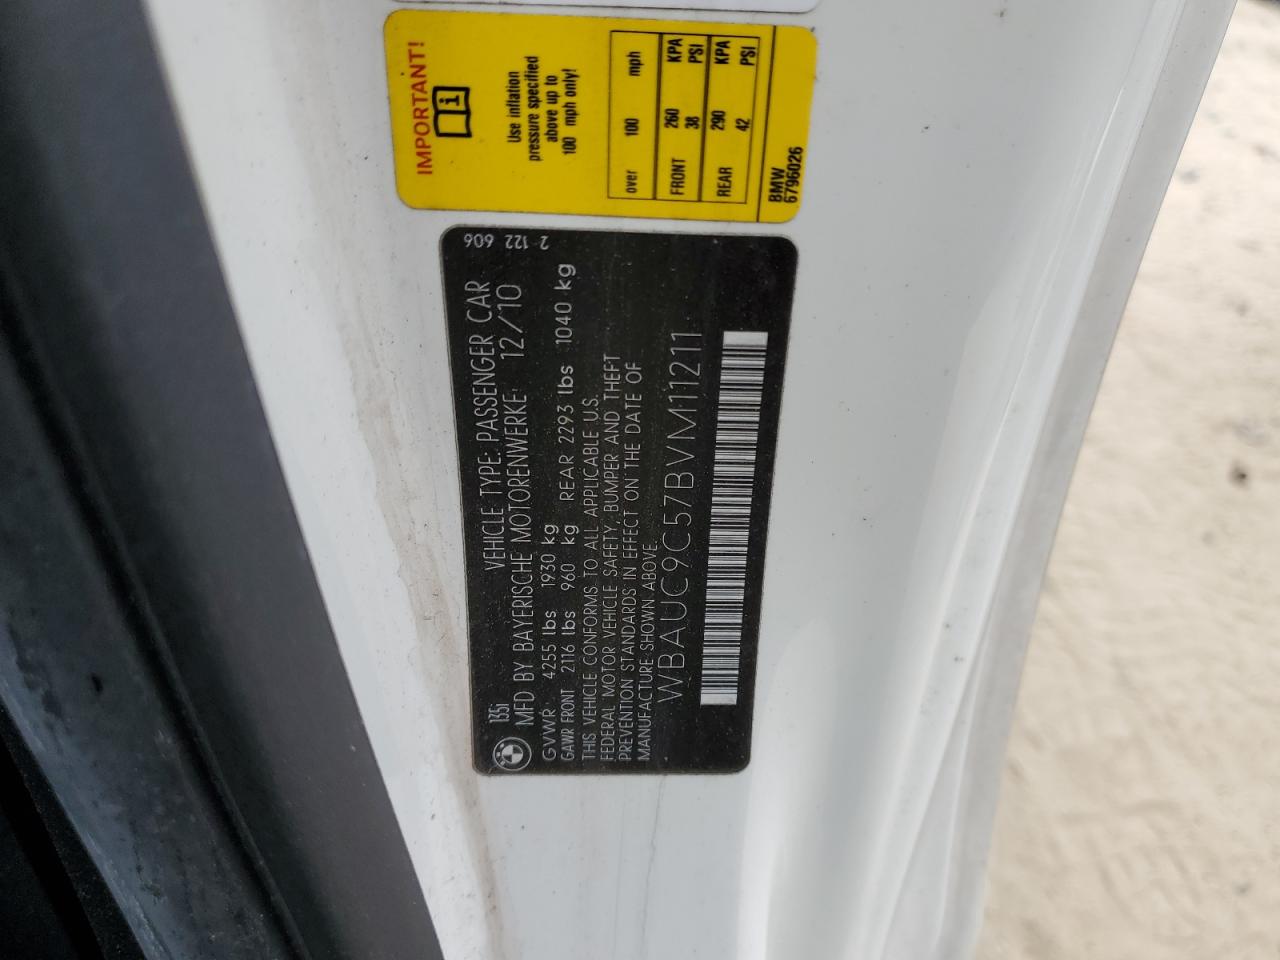 IMPORTANT!
i
Use inflation
pressure specified
above up to
100 mph only!
over 100 mph
FRONT 260 KPA
38 PSI
REAR 290 KPA
42 PSI
BMW
6796026
135i VEHICLE TYPE: PASSENGER CAR
2 122 606
MFD BY BAYERISCHE MOTORENWERKE: 12/10
GVWR 4255 lbs 1930 kg
GAWR FRONT 2116 lbs 960 kg REAR 2293 lbs 1040 kg
THIS VEHICLE CONFORMS TO ALL APPLICABLE U.S.
FEDERAL MOTOR VEHICLE SAFETY, BUMPER AND THEFT
PREVENTION STANDARDS IN EFFECT ON THE DATE OF
MANUFACTURE SHOWN ABOVE
WBAUC9C57BVM11211